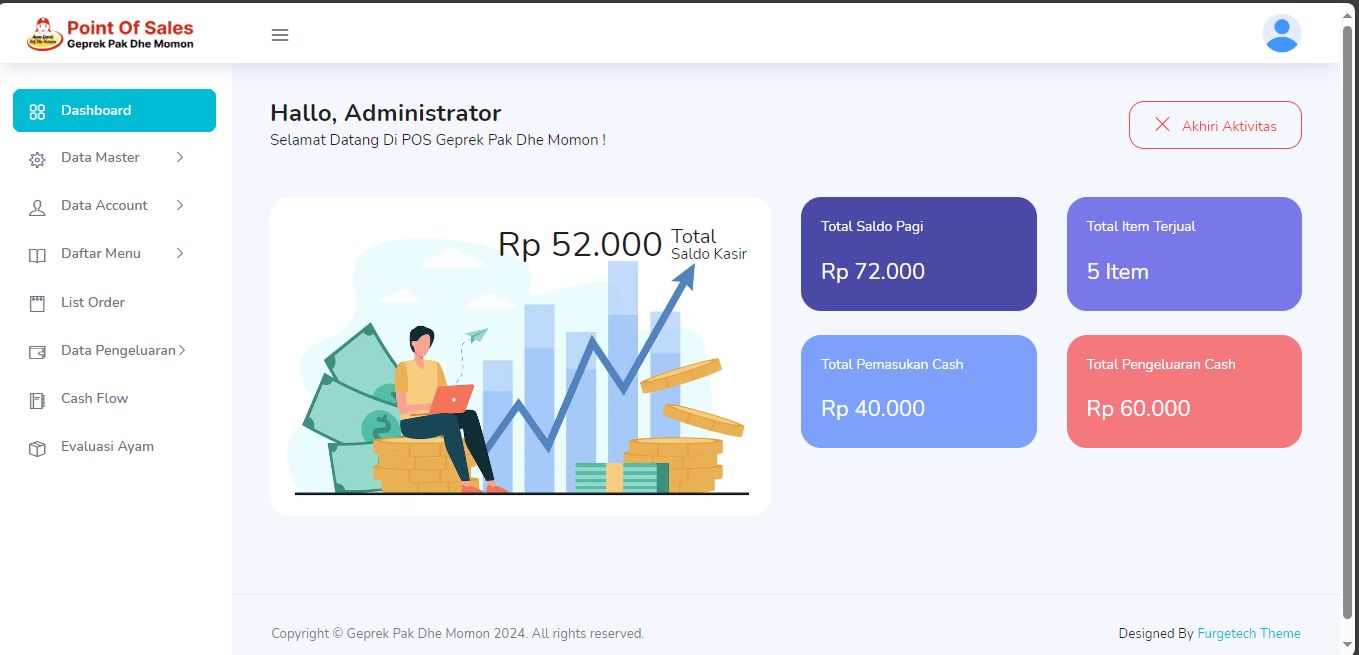 Point Of Sales
Geprek Pak Dhe Momon
Dashboard
Data Master
Data Account
Daftar Menu
List Order
Data Pengeluaran
Cash Flow
Evaluasi Ayam
Hallo, Administrator
Selamat Datang Di POS Geprek Pak Dhe Momon !
Akhiri Aktivitas
Rp 52.000 Total
Saldo Kasir
Total Saldo Pagi
Rp 72.000
Total Item Terjual
5 Item
Total Pemasukan Cash
Rp 40.000
Total Pengeluaran Cash
Rp 60.000
Copyright © Geprek Pak Dhe Momon 2024. All rights reserved.
Designed By Furgetech Theme